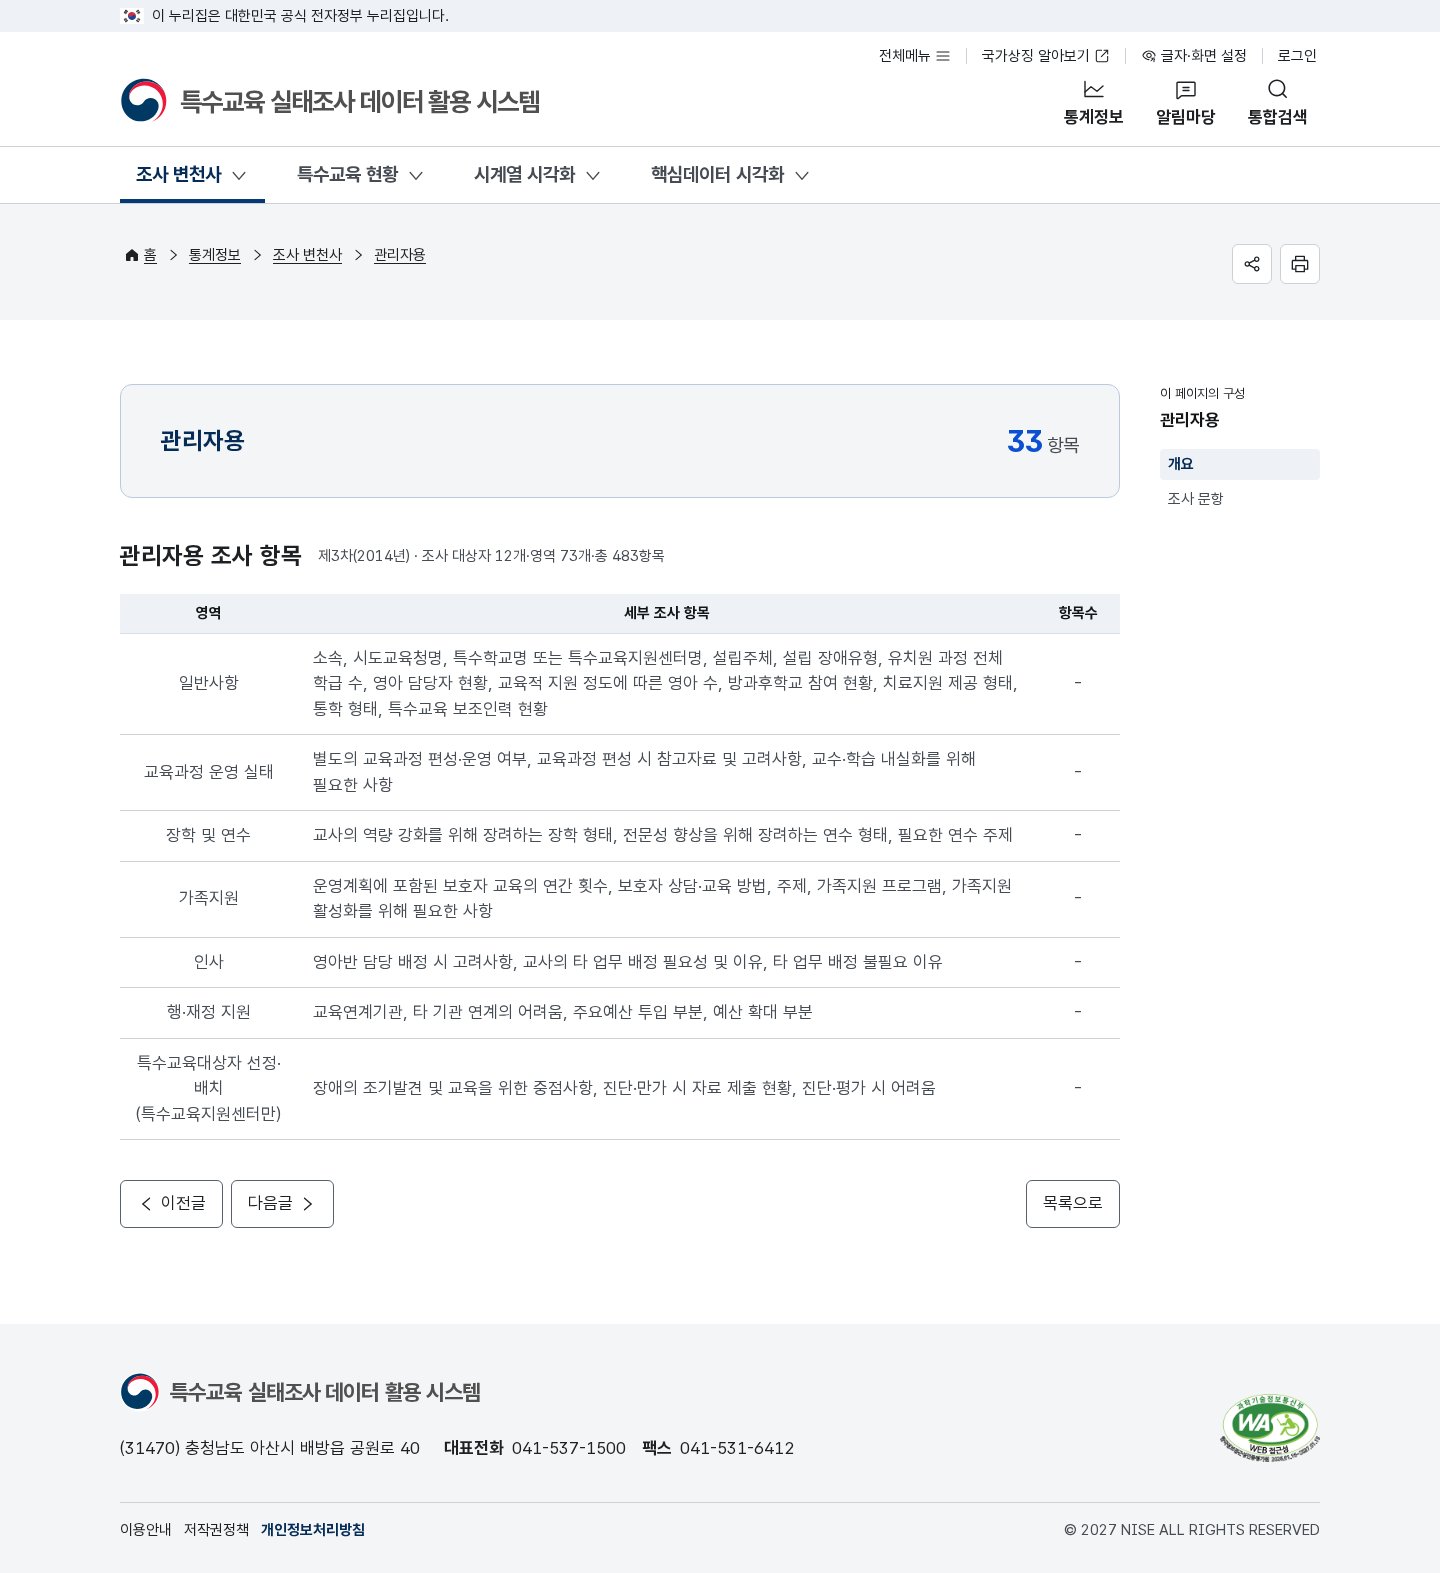 이 누리집은 대한민국 공식 전자정부 누리집입니다.
전체메뉴
국가상징 알아보기
글자·화면 설정
로그인
특수교육 실태조사 데이터 활용 시스템
통계정보
알림마당
통합검색
조사 변천사
특수교육 현황
시계열 시각화
핵심데이터 시각화
홈
통계정보
조사 변천사
관리자용
관리자용
33 항목
이 페이지의 구성
관리자용
개요
조사 문항
관리자용 조사 항목
제3차(2014년) · 조사 대상자 12개·영역 73개·총 483항목
영역
세부 조사 항목
항목수
일반사항
소속, 시도교육청명, 특수학교명 또는 특수교육지원센터명, 설립주체, 설립 장애유형, 유치원 과정 전체
학급 수, 영아 담당자 현황, 교육적 지원 정도에 따른 영아 수, 방과후학교 참여 현황, 치료지원 제공 형태,
통학 형태, 특수교육 보조인력 현황
-
교육과정 운영 실태
별도의 교육과정 편성·운영 여부, 교육과정 편성 시 참고자료 및 고려사항, 교수·학습 내실화를 위해
필요한 사항
-
장학 및 연수
교사의 역량 강화를 위해 장려하는 장학 형태, 전문성 향상을 위해 장려하는 연수 형태, 필요한 연수 주제
-
가족지원
운영계획에 포함된 보호자 교육의 연간 횟수, 보호자 상담·교육 방법, 주제, 가족지원 프로그램, 가족지원
활성화를 위해 필요한 사항
-
인사
영아반 담당 배정 시 고려사항, 교사의 타 업무 배정 필요성 및 이유, 타 업무 배정 불필요 이유
-
행·재정 지원
교육연계기관, 타 기관 연계의 어려움, 주요예산 투입 부분, 예산 확대 부분
-
특수교육대상자 선정·
배치
(특수교육지원센터만)
장애의 조기발견 및 교육을 위한 중점사항, 진단·만가 시 자료 제출 현황, 진단·평가 시 어려움
-
이전글
다음글
목록으로
특수교육 실태조사 데이터 활용 시스템
(31470) 충청남도 아산시 배방읍 공원로 40 대표전화 041-537-1500 팩스 041-531-6412
과학기술정보통신부
WA
WEB 접근성
이용안내
저작권정책
개인정보처리방침
© 2027 NISE ALL RIGHTS RESERVED